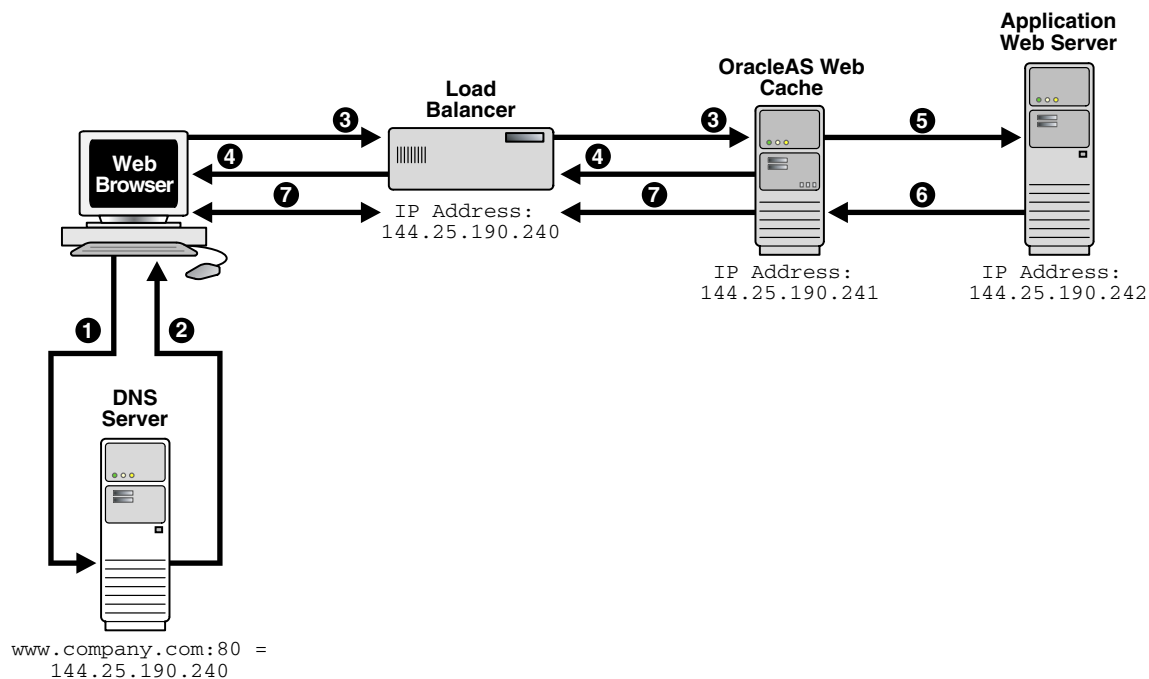 Application
Web Server
OracleAS Web
Cache
Load
Balancer
3
3
5
Web
Browser
4
4
7
7
6
IP Address:
144.25.190.240
IP Address:
144.25.190.241
IP Address:
144.25.190.242
1
2
DNS
Server
www.company.com:80 =
144.25.190.240